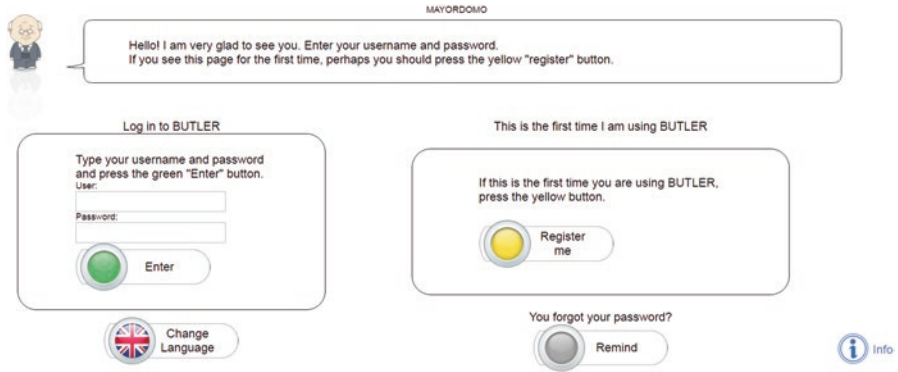 MAYORDOMO
Hello! I am very glad to see you. Enter your username and password.
If you see this page for the first time, perhaps you should press the yellow "register" button.
Log in to BUTLER
Type your username and password
and press the green "Enter" button.
User:
Password:
Enter
Change
Language
This is the first time I am using BUTLER
If this is the first time you are using BUTLER,
press the yellow button.
Register
me
You forgot your password?
Remind
i
Info